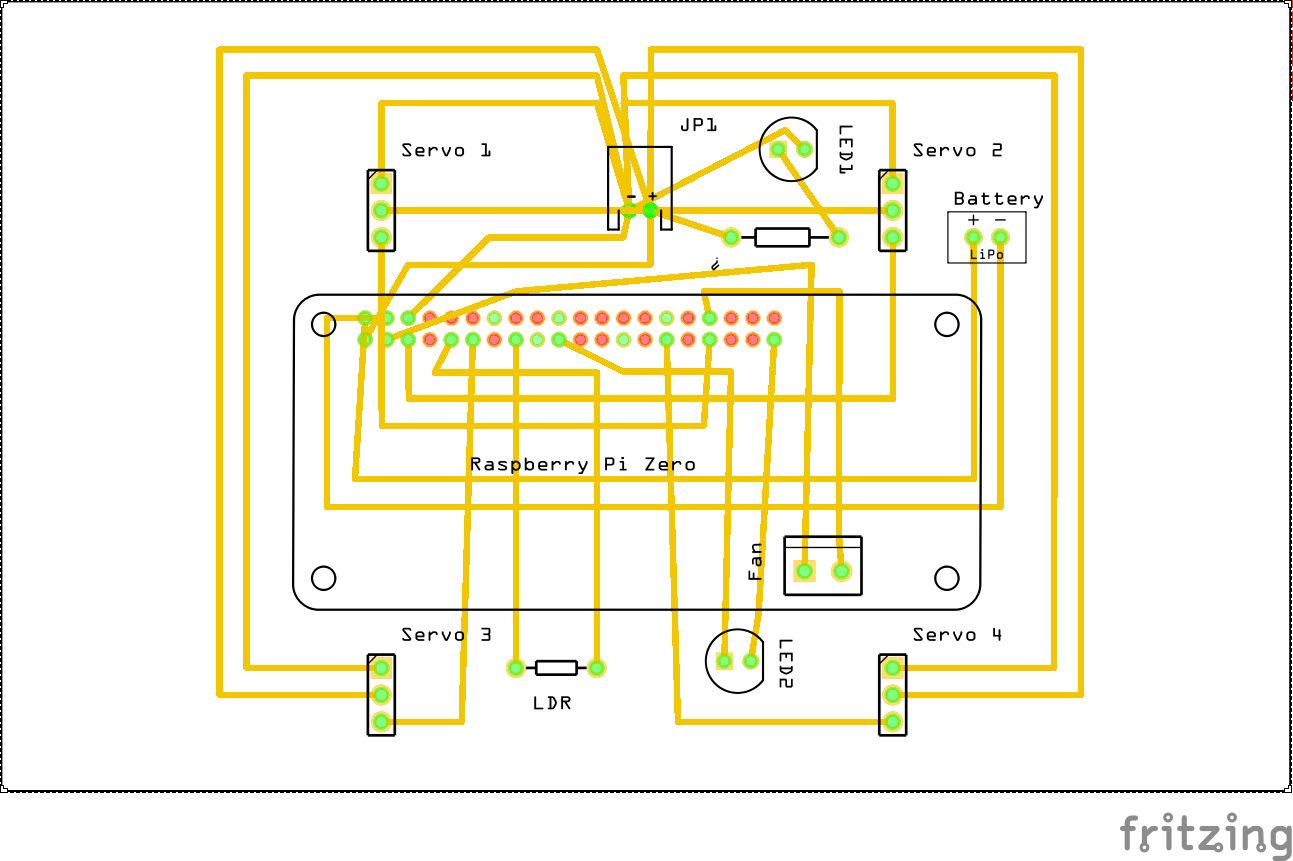 JP1
LED1
Servo 1
Servo 2
Battery
- +
+ -
LiPo
Raspberry Pi Zero
Fan
Servo 3
Servo 4
LED2
LDR
fritzing